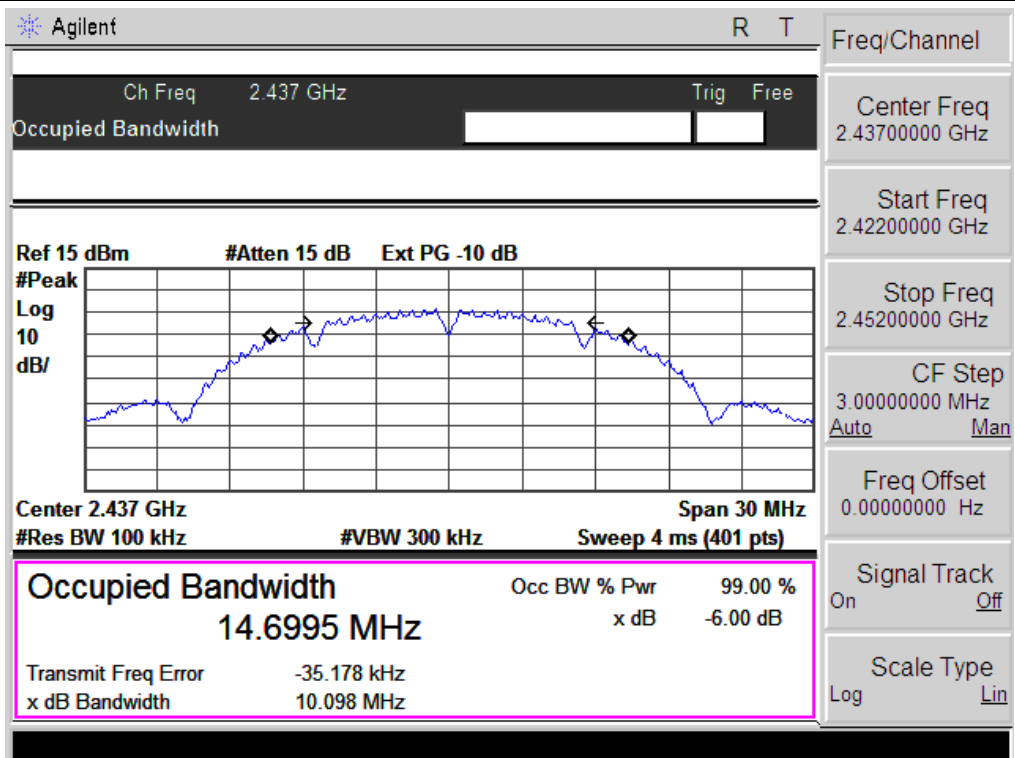 Agilent R T
Ch Freq 2.437 GHz Trig Free
Occupied Bandwidth
Ref 15 dBm #Atten 15 dB Ext PG -10 dB
#Peak
Log
10
dB/
Center 2.437 GHz Span 30 MHz
#Res BW 100 kHz #VBW 300 kHz Sweep 4 ms (401 pts)
Occupied Bandwidth Occ BW % Pwr 99.00 %
14.6995 MHz x dB -6.00 dB
Transmit Freq Error -35.178 kHz
x dB Bandwidth 10.098 MHz
Freq/Channel
Center Freq
2.43700000 GHz
Start Freq
2.42200000 GHz
Stop Freq
2.45200000 GHz
CF Step
3.00000000 MHz
Auto Man
Freq Offset
0.00000000 Hz
Signal Track
On Off
Scale Type
Log Lin